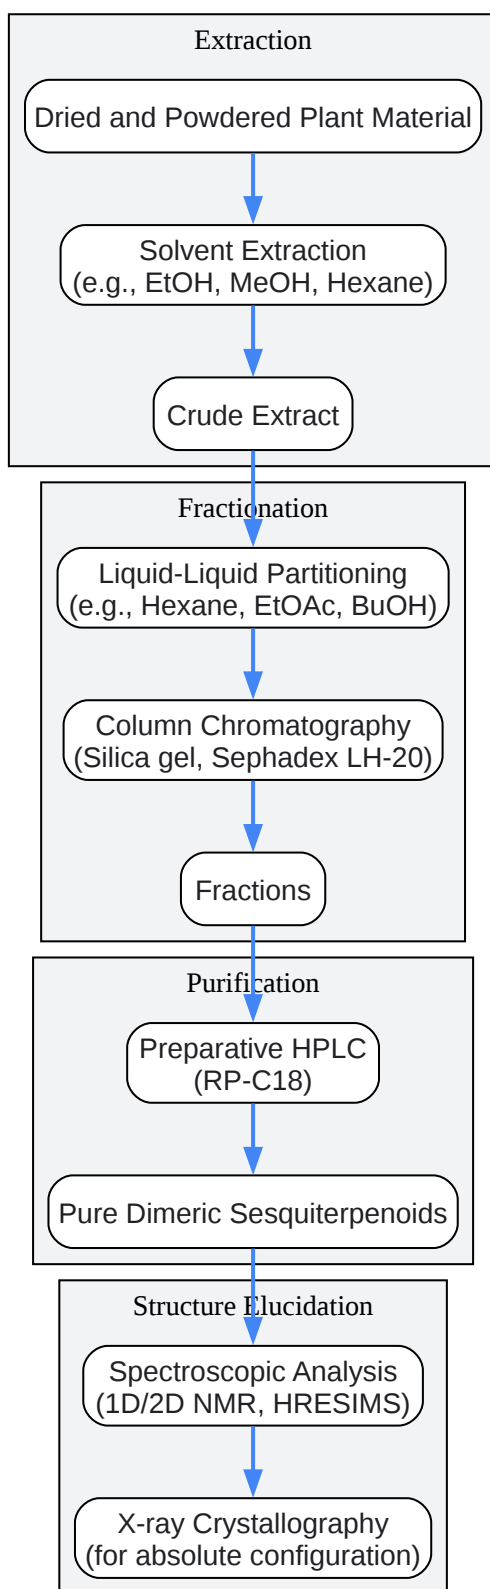 Extraction
Dried and Powdered Plant Material
Solvent Extraction
(e.g., EtOH, MeOH, Hexane)
Crude Extract
Fractionation
Liquid-Liquid Partitioning
(e.g., Hexane, EtOAc, BuOH)
Column Chromatography
(Silica gel, Sephadex LH-20)
Fractions
Purification
Preparative HPLC
(RP-C18)
Pure Dimeric Sesquiterpenoids
Structure Elucidation
Spectroscopic Analysis
(1D/2D NMR, HRESIMS)
X-ray Crystallography
(for absolute configuration)